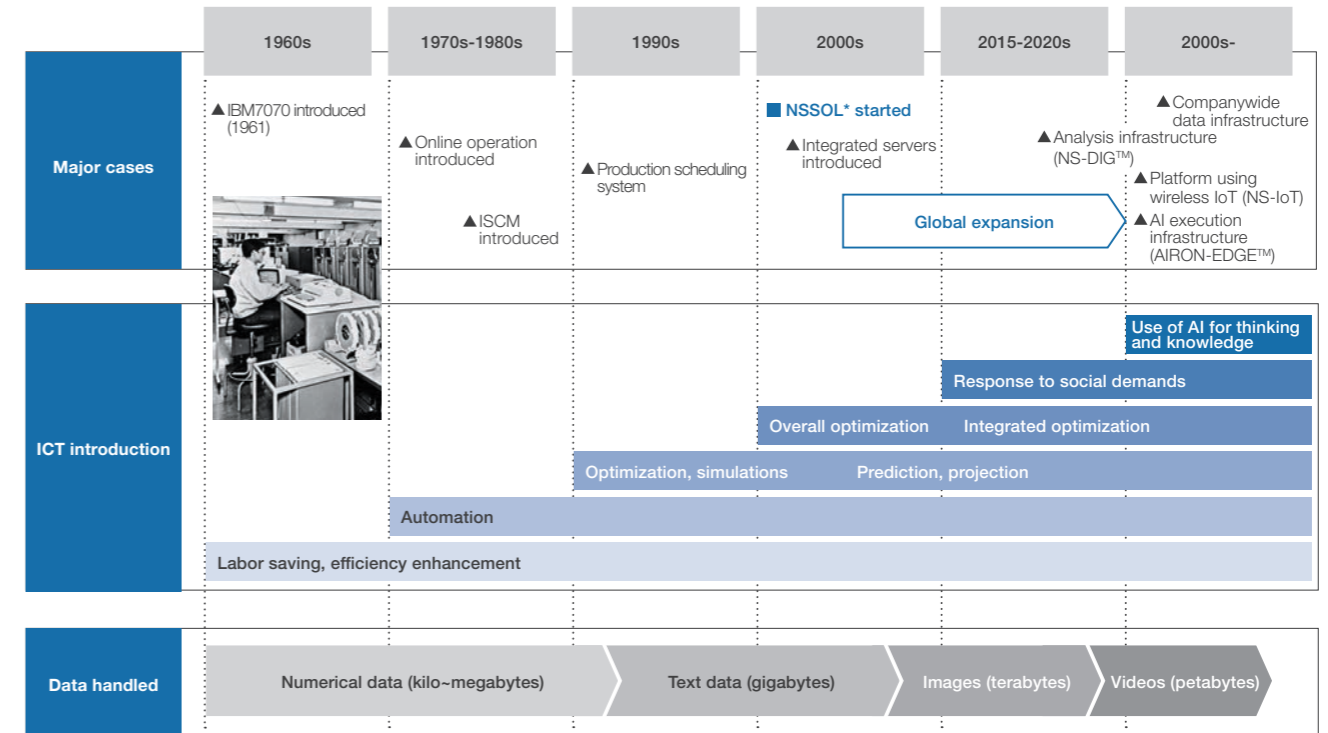 1960s
1970s-1980s
1990s
2000s
2015-2020s
2000s-
Major cases
▲IBM7070 introduced
(1961)
▲Online operation
introduced
▲ISCM
introduced
▲Production scheduling
system
■ NSSOL* started
▲Integrated servers
introduced
Global expansion
▲Analysis infrastructure
(NS-DIG™)
▲Companywide
data infrastructure
▲Platform using
wireless IoT (NS-IoT)
▲AI execution
infrastructure
(AIRON-EDGE™)
ICT introduction
Use of AI for thinking
and knowledge
Response to social demands
Overall optimization Integrated optimization
Optimization, simulations Prediction, projection
Automation
Labor saving, efficiency enhancement
Data handled
Numerical data (kilo~megabytes)
Text data (gigabytes)
Images (terabytes)
Videos (petabytes)